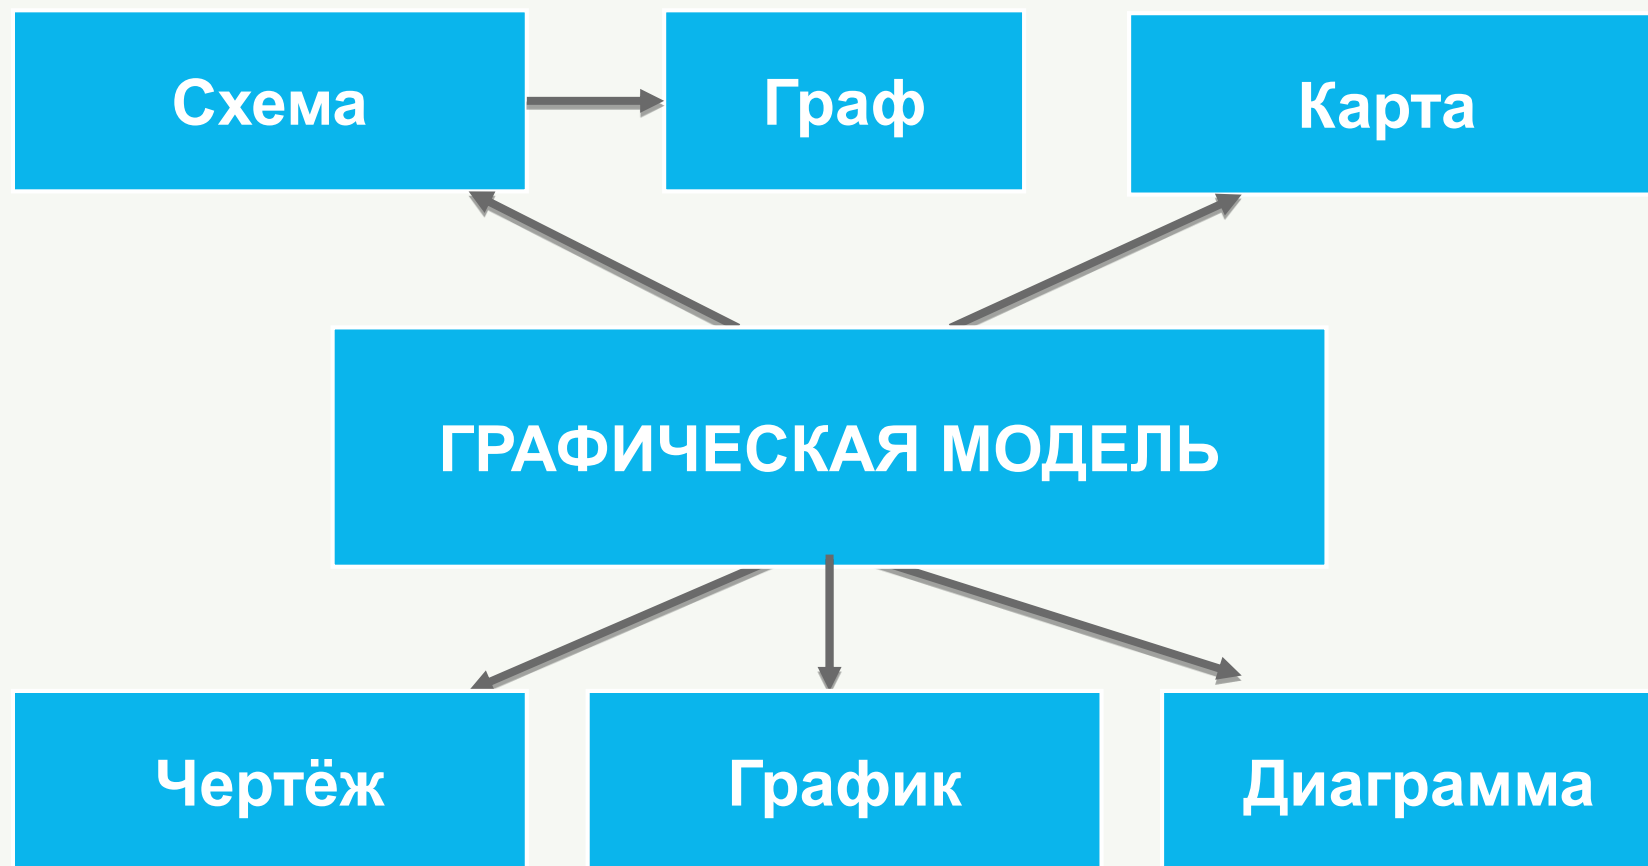 Схема
Граф
Карта
ГРАФИЧЕСКАЯ МОДЕЛЬ
Чертёж
График
Диаграмма